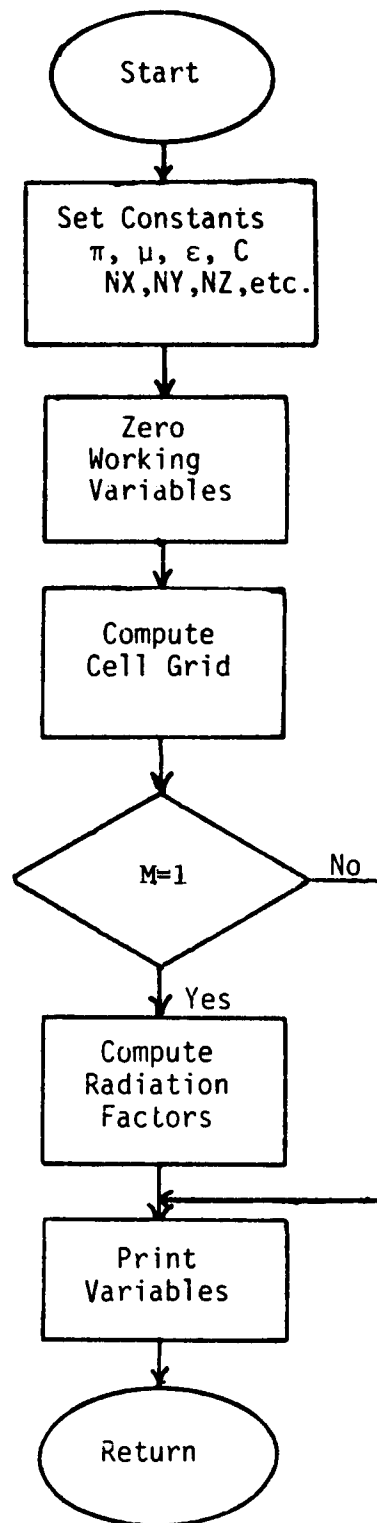 Start
Set Constants
π, μ, ε, C
NX,NY,NZ,etc.
Zero
Working
Variables
Compute
Cell Grid
M=1
No
Yes
Compute
Radiation
Factors
Print
Variables
Return